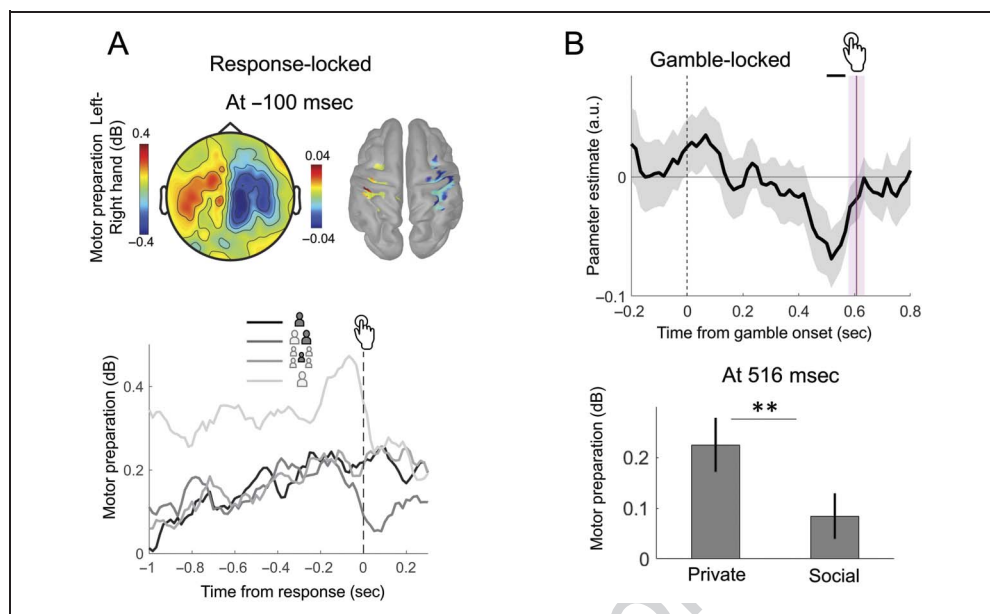 A
Response-locked
At –100 msec
Motor preparation Left-
Right hand (dB)
0.4
–0.4
0.04
–0.04
Motor preparation (dB)
0.4
0.2
0
–1
–0.8
–0.6
–0.4
–0.2
0
0.2
Time from response (sec)
B
Gamble-locked
Paameter estimate (a.u.)
0
–0.1
–0.2
0
0.2
0.4
0.6
0.8
Time from gamble onset (sec)
At 516 msec
**
Motor preparation (dB)
0.2
0.1
0
Private
Social